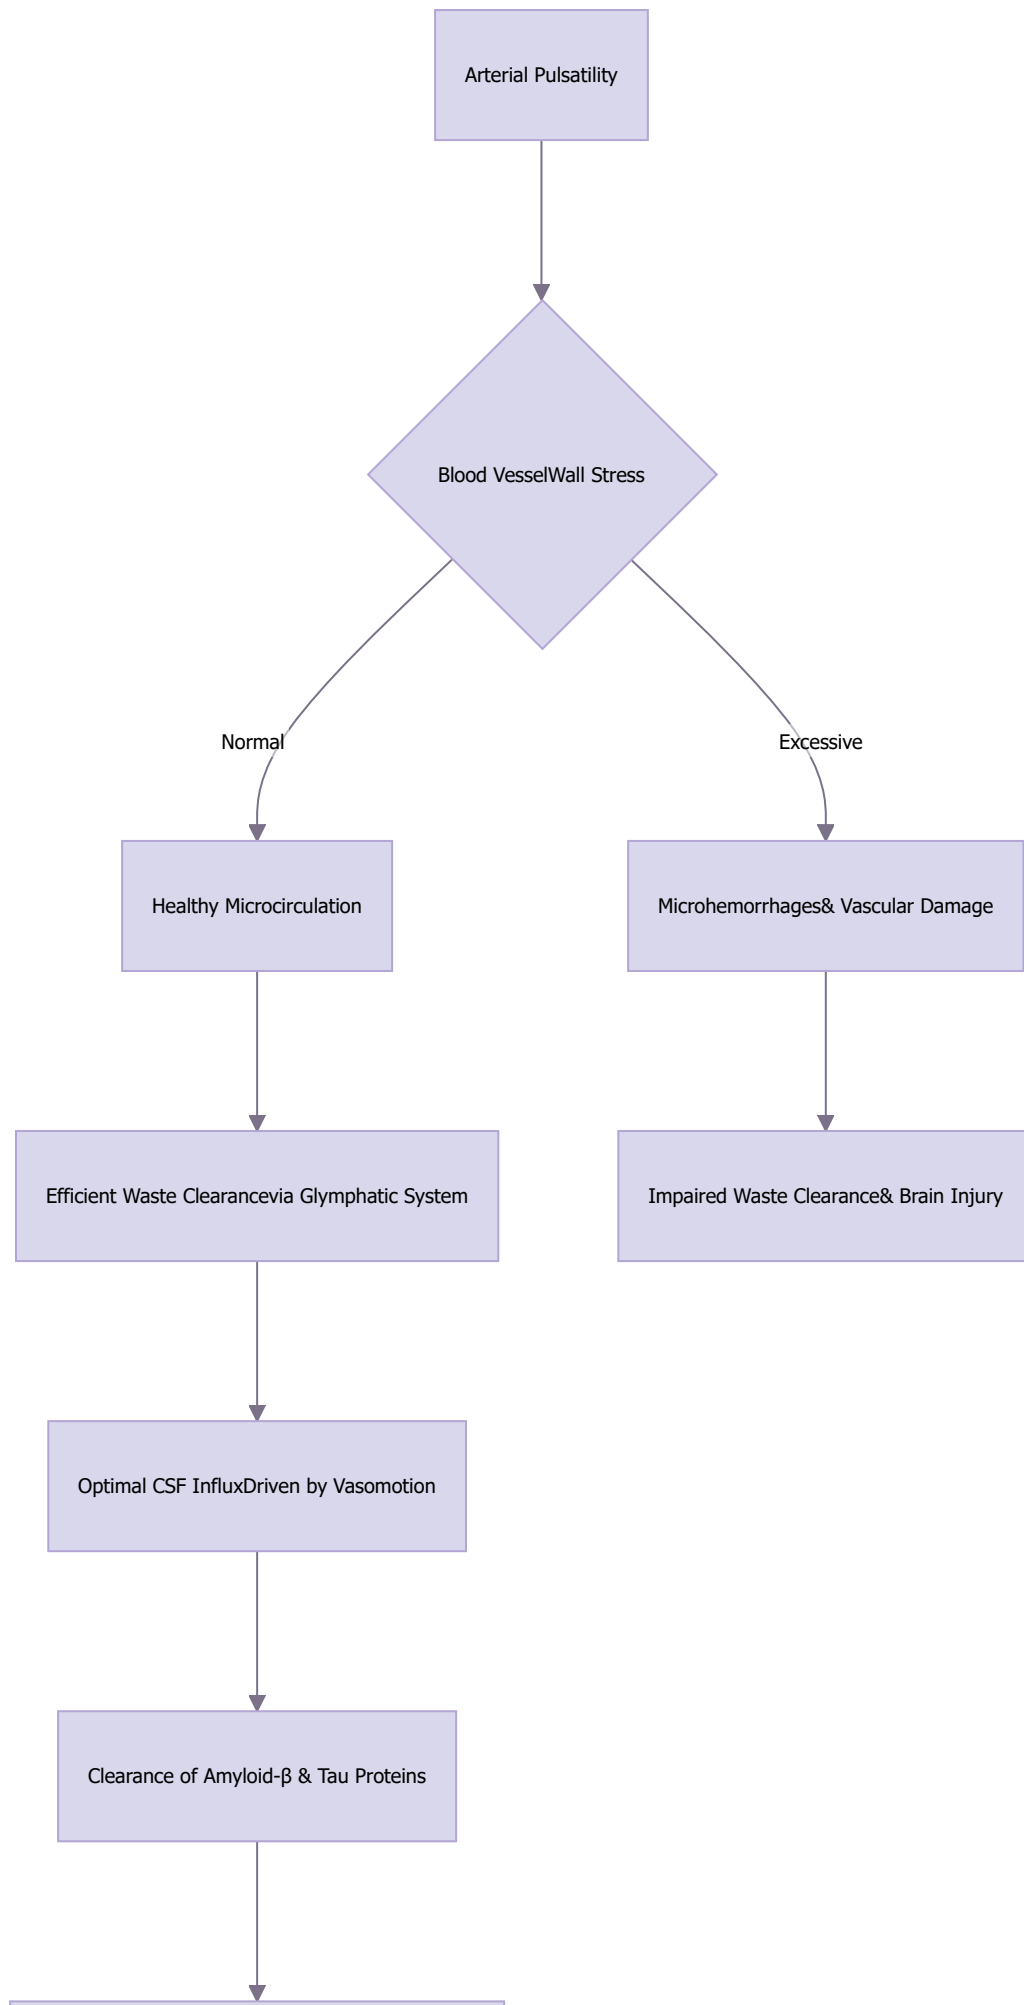 Arterial Pulsatility
Blood VesselWall Stress
Normal
Excessive
Healthy Microcirculation
Microhemorrhages& Vascular Damage
Efficient Waste Clearancevia Glymphatic System
Impaired Waste Clearance& Brain Injury
Optimal CSF InfluxDriven by Vasomotion
Clearance of Amyloid-β & Tau Proteins